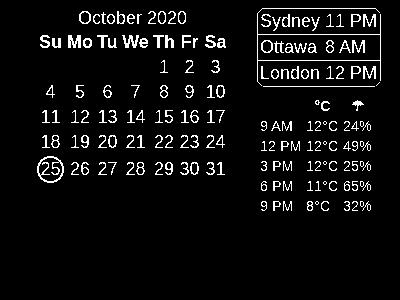 October 2020
Su Mo Tu We Th Fr Sa
1 2 3
4 5 6 7 8 9 10
11 12 13 14 15 16 17
18 19 20 21 22 23 24
25 26 27 28 29 30 31
Sydney 11 PM
Ottawa 8 AM
London 12 PM
°C ☂
9 AM 12°C 24%
12 PM 12°C 49%
3 PM 12°C 25%
6 PM 11°C 65%
9 PM 8°C 32%